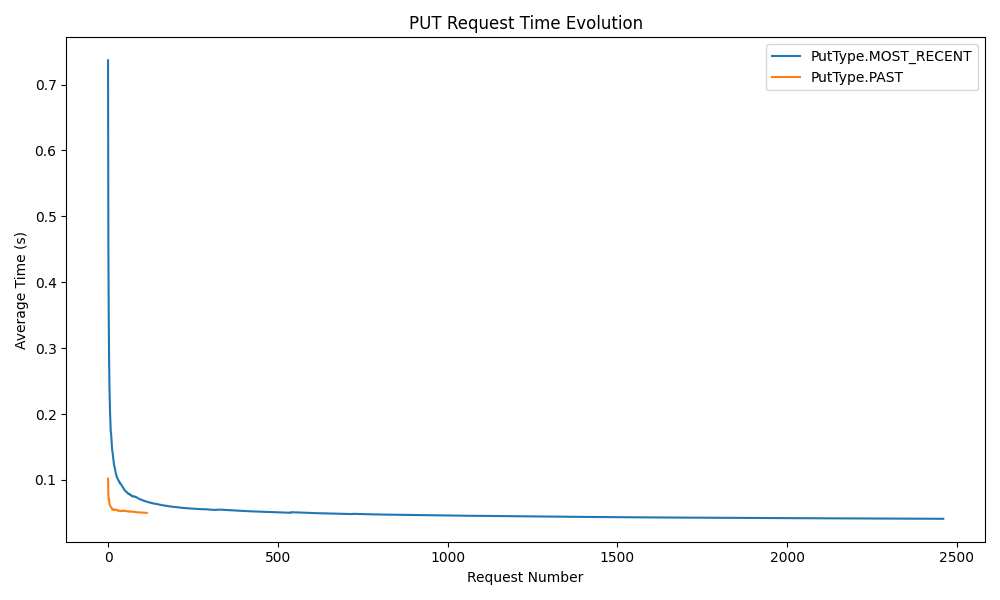 PUT Request Time Evolution
PutType.MOST_RECENT
PutType.PAST
Average Time (s)
0.7
0.6
0.5
0.4
0.3
0.2
0.1
0 500 1000 1500 2000 2500
Request Number